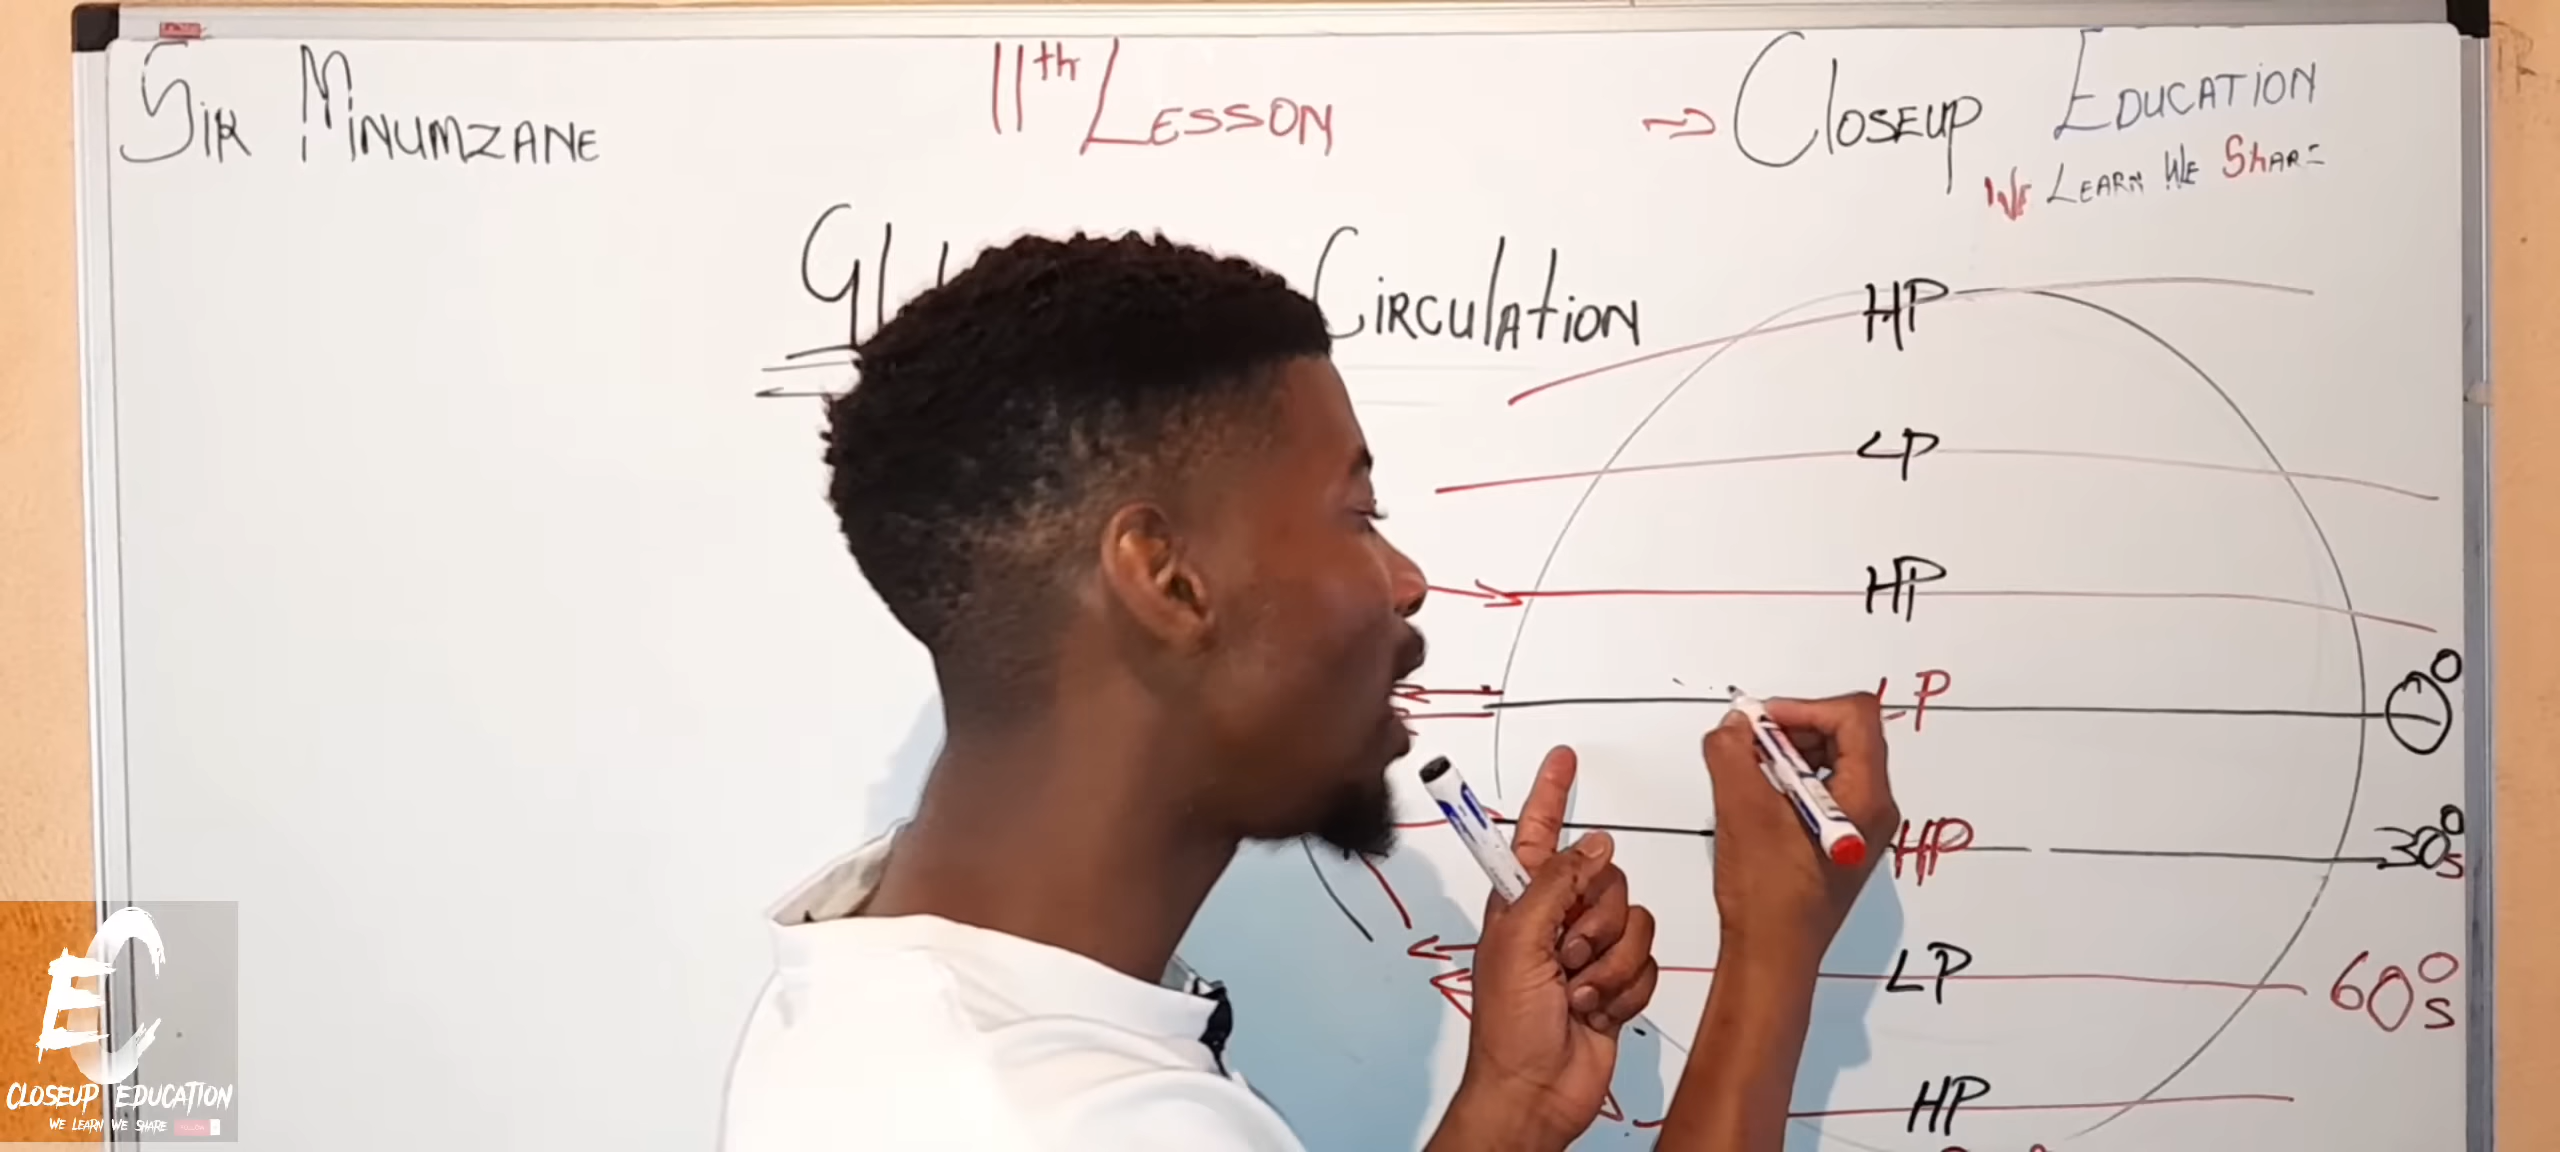 SIR MINUMZANE
11th LESSON
→ CLOSEUP EDUCATION
WE LEARN WE SHARE
CIRCULATION
HP
LP
HP
LP
0°
HP
30°S
LP
60°S
HP
EC
CLOSEUP EDUCATION
WE LEARN WE SHARE